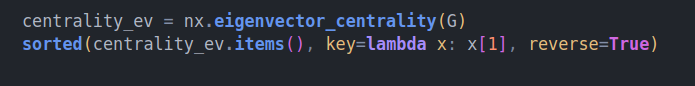 centrality_ev = nx.eigenvector_centrality(G)
sorted(centrality_ev.items(), key=lambda x: x[1], reverse=True)